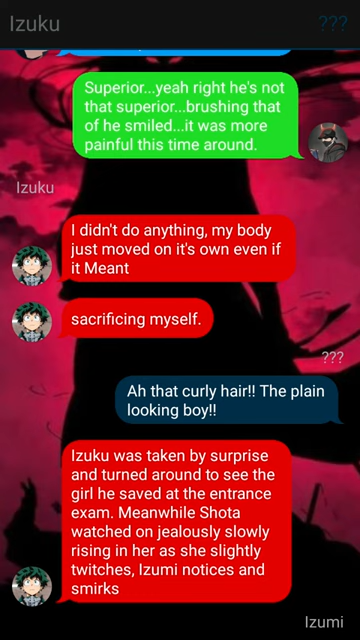 Izuku
???
Superior...yeah right he's not
that superior...brushing that
of he smiled...it was more
painful this time around.
Izuku
I didn't do anything, my body
just moved on it's own even if
it Meant
sacrificing myself.
???
Ah that curly hair!! The plain
looking boy!!
Izuku was taken by surprise
and turned around to see the
girl he saved at the entrance
exam. Meanwhile Shota
watched on jealously slowly
rising in her as she slightly
twitches, Izumi notices and
smirks
Izumi